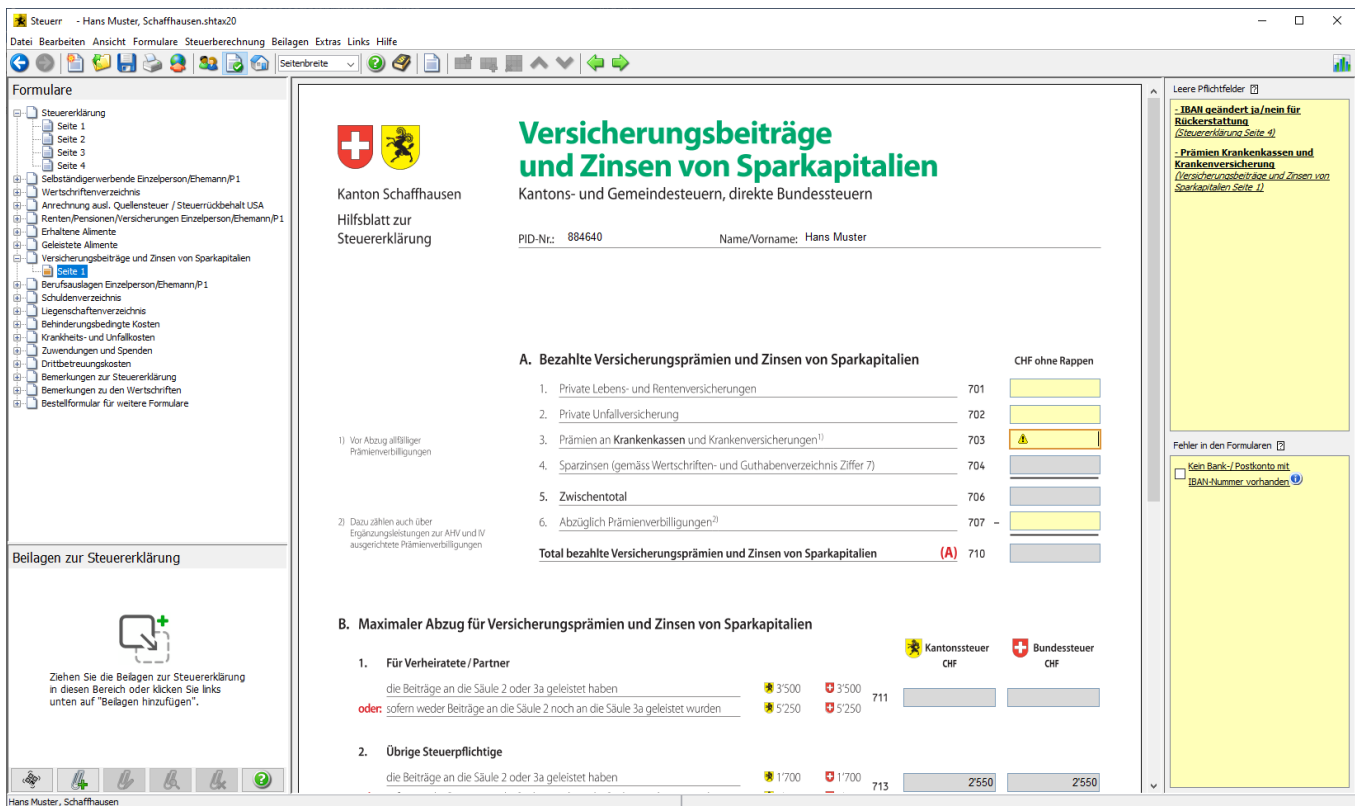 Steuerr - Hans Muster, Schaffhausen.shtax20
Datei Bearbeiten Ansicht Formulare Steuerberechnung Beilagen Extras Links Hilfe
Seitenbreite
Formulare
Steuererklärung
Seite 1
Seite 2
Seite 3
Seite 4
Selbständigerwerbende Einzelperson/Ehemann/P1
Wertschriftenverzeichnis
Anrechnung ausl. Quellensteuer / Steuerrückbehalt USA
Renten/Pensionen/Versicherungen Einzelperson/Ehemann/P1
Erhaltene Alimente
Geleistete Alimente
Versicherungsbeiträge und Zinsen von Sparkapitalien
Seite 1
Berufsauslagen Einzelperson/Ehemann/P1
Schuldenverzeichnis
Liegenschaftenverzeichnis
Behinderungsbedingte Kosten
Krankheits- und Unfallkosten
Zuwendungen und Spenden
Drittbetreuungskosten
Bemerkungen zur Steuererklärung
Bemerkungen zu den Wertschriften
Bestellformular für weitere Formulare
Beilagen zur Steuererklärung
Ziehen Sie die Beilagen zur Steuererklärung
in diesen Bereich oder klicken Sie links
unten auf "Beilagen hinzufügen".
Hans Muster, Schaffhausen
Kanton Schaffhausen
Hilfsblatt zur
Steuererklärung
Versicherungsbeiträge
und Zinsen von Sparkapitalien
Kantons- und Gemeindesteuern, direkte Bundessteuern
PID-Nr.: 884640 Name/Vorname: Hans Muster
A. Bezahlte Versicherungsprämien und Zinsen von Sparkapitalien CHF ohne Rappen
1. Private Lebens- und Rentenversicherungen 701
2. Private Unfallversicherung 702
1) Vor Abzug allfälliger
Prämienverbilligungen
3. Prämien an Krankenkassen und Krankenversicherungen1) 703
4. Sparzinsen (gemäss Wertschriften- und Guthabenverzeichnis Ziffer 7) 704
5. Zwischentotal 706
2) Dazu zählen auch über
Ergänzungsleistungen zur AHV und IV
ausgerichtete Prämienverbilligungen
6. Abzüglich Prämienverbilligungen2) 707 –
Total bezahlte Versicherungsprämien und Zinsen von Sparkapitalien (A) 710
B. Maximaler Abzug für Versicherungsprämien und Zinsen von Sparkapitalien
Kantonssteuer Bundessteuer
CHF CHF
1. Für Verheiratete / Partner
die Beiträge an die Säule 2 oder 3a geleistet haben 3'500 3'500
711
oder: sofern weder Beiträge an die Säule 2 noch an die Säule 3a geleistet wurden 5'250 5'250
2. Übrige Steuerpflichtige
die Beiträge an die Säule 2 oder 3a geleistet haben 1'700 1'700
713 2'550 2'550
Leere Pflichtfelder ?
- IBAN geändert ja/nein für
Rückerstattung
(Steuererklärung Seite 4)
- Prämien Krankenkassen und
Krankenversicherung
(Versicherungsbeiträge und Zinsen von
Sparkapitalien Seite 1)
Fehler in den Formularen ?
Kein Bank-/ Postkonto mit
IBAN-Nummer vorhanden